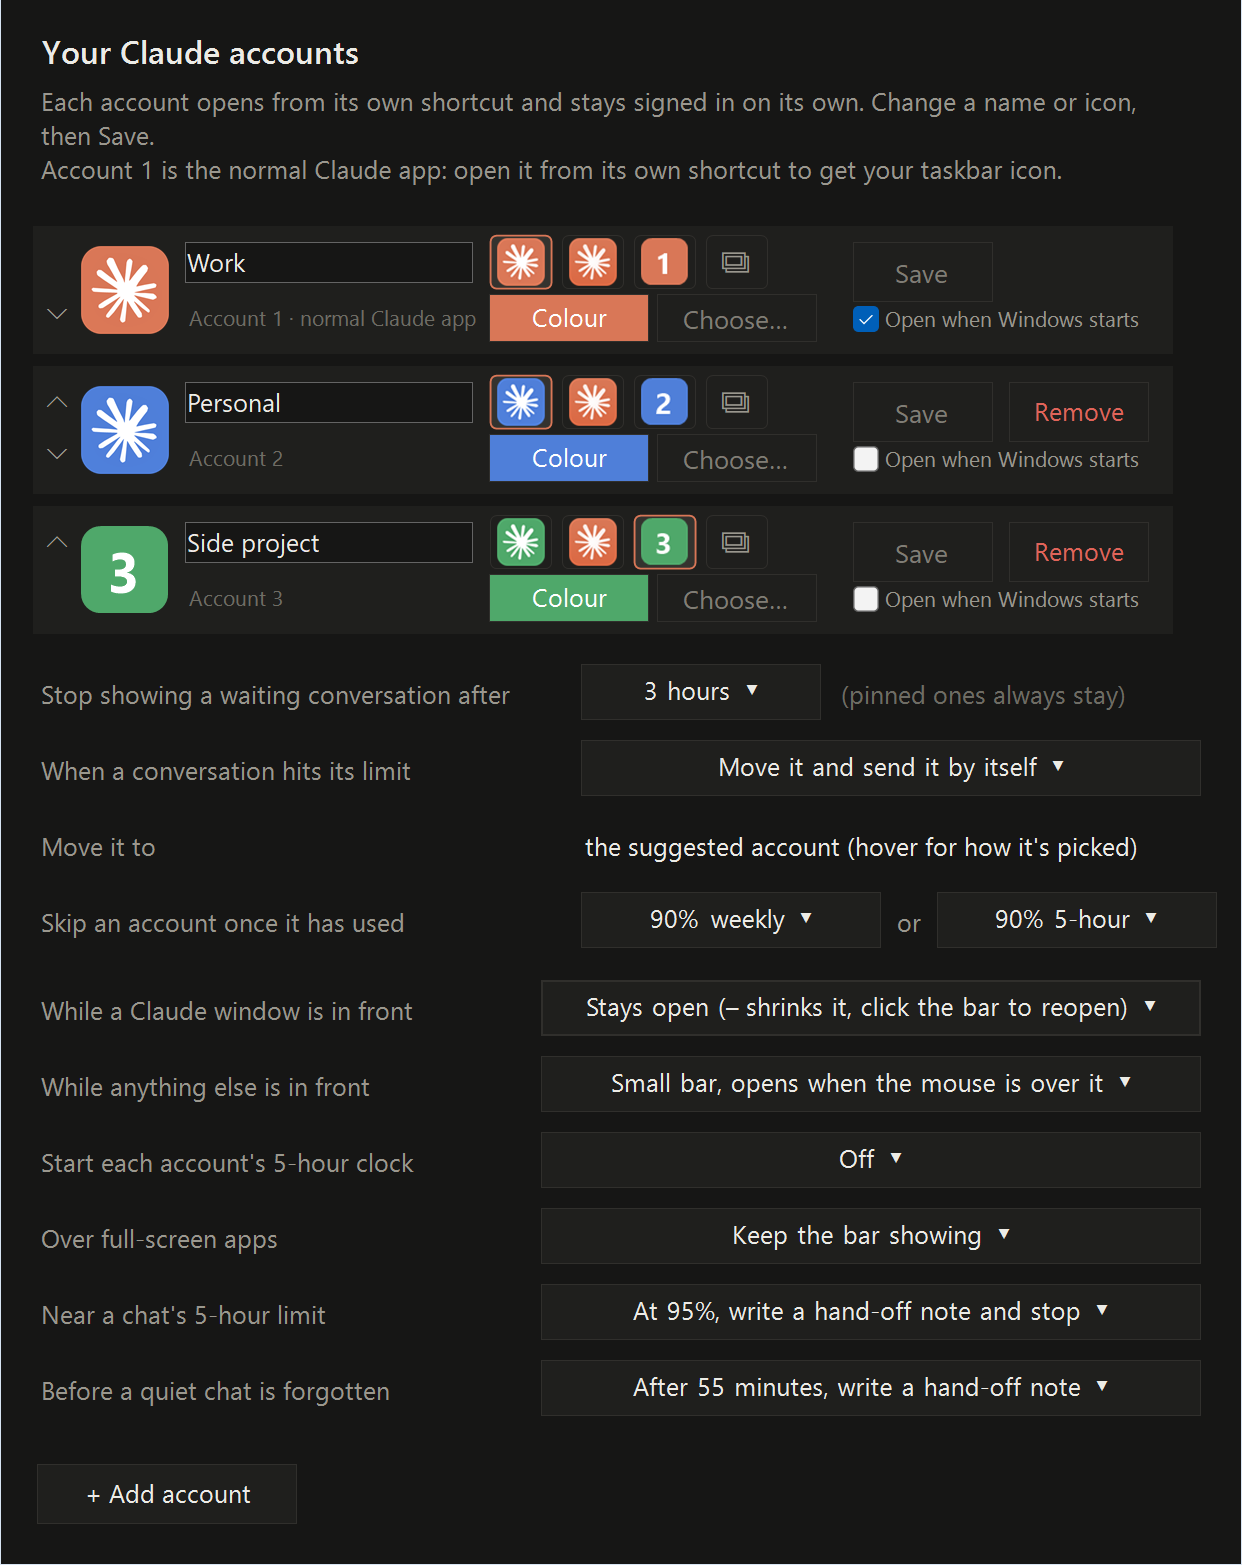 Your Claude accounts
Each account opens from its own shortcut and stays signed in on its own. Change a name or icon,
then Save.
Account 1 is the normal Claude app: open it from its own shortcut to get your taskbar icon.
Work
1
Save
Account 1 · normal Claude app
Colour
Choose...
Open when Windows starts
Personal
2
Save
Remove
Account 2
Colour
Choose...
Open when Windows starts
3
Side project
3
Save
Remove
Account 3
Colour
Choose...
Open when Windows starts
Stop showing a waiting conversation after
3 hours ▼
(pinned ones always stay)
When a conversation hits its limit
Move it and send it by itself ▼
Move it to
the suggested account (hover for how it's picked)
Skip an account once it has used
90% weekly ▼
or
90% 5-hour ▼
While a Claude window is in front
Stays open (– shrinks it, click the bar to reopen) ▼
While anything else is in front
Small bar, opens when the mouse is over it ▼
Start each account's 5-hour clock
Off ▼
Over full-screen apps
Keep the bar showing ▼
Near a chat's 5-hour limit
At 95%, write a hand-off note and stop ▼
Before a quiet chat is forgotten
After 55 minutes, write a hand-off note ▼
+ Add account